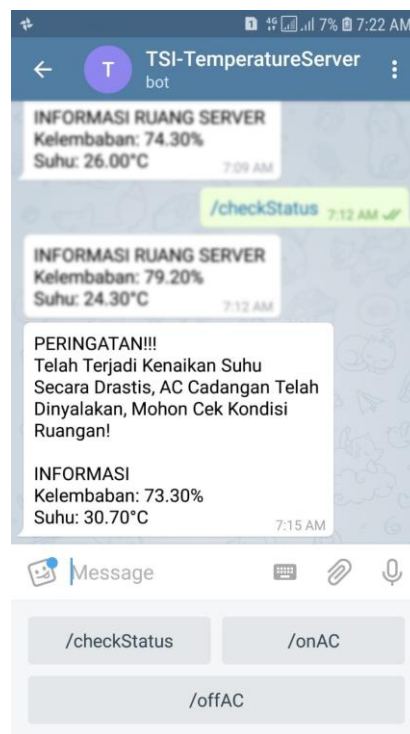 7% 7:22 AM
T
TSI-TemperatureServer
bot
INFORMASI RUANG SERVER
Kelembaban: 74.30%
Suhu: 26.00°C
7:09 AM
/checkStatus 7:12 AM
INFORMASI RUANG SERVER
Kelembaban: 79.20%
Suhu: 24.30°C
7:12 AM
PERINGATAN!!!
Telah Terjadi Kenaikan Suhu
Secara Drastis, AC Cadangan Telah
Dinyalakan, Mohon Cek Kondisi
Ruangan!
INFORMASI
Kelembaban: 73.30%
Suhu: 30.70°C
7:15 AM
Message
/checkStatus
/onAC
/offAC